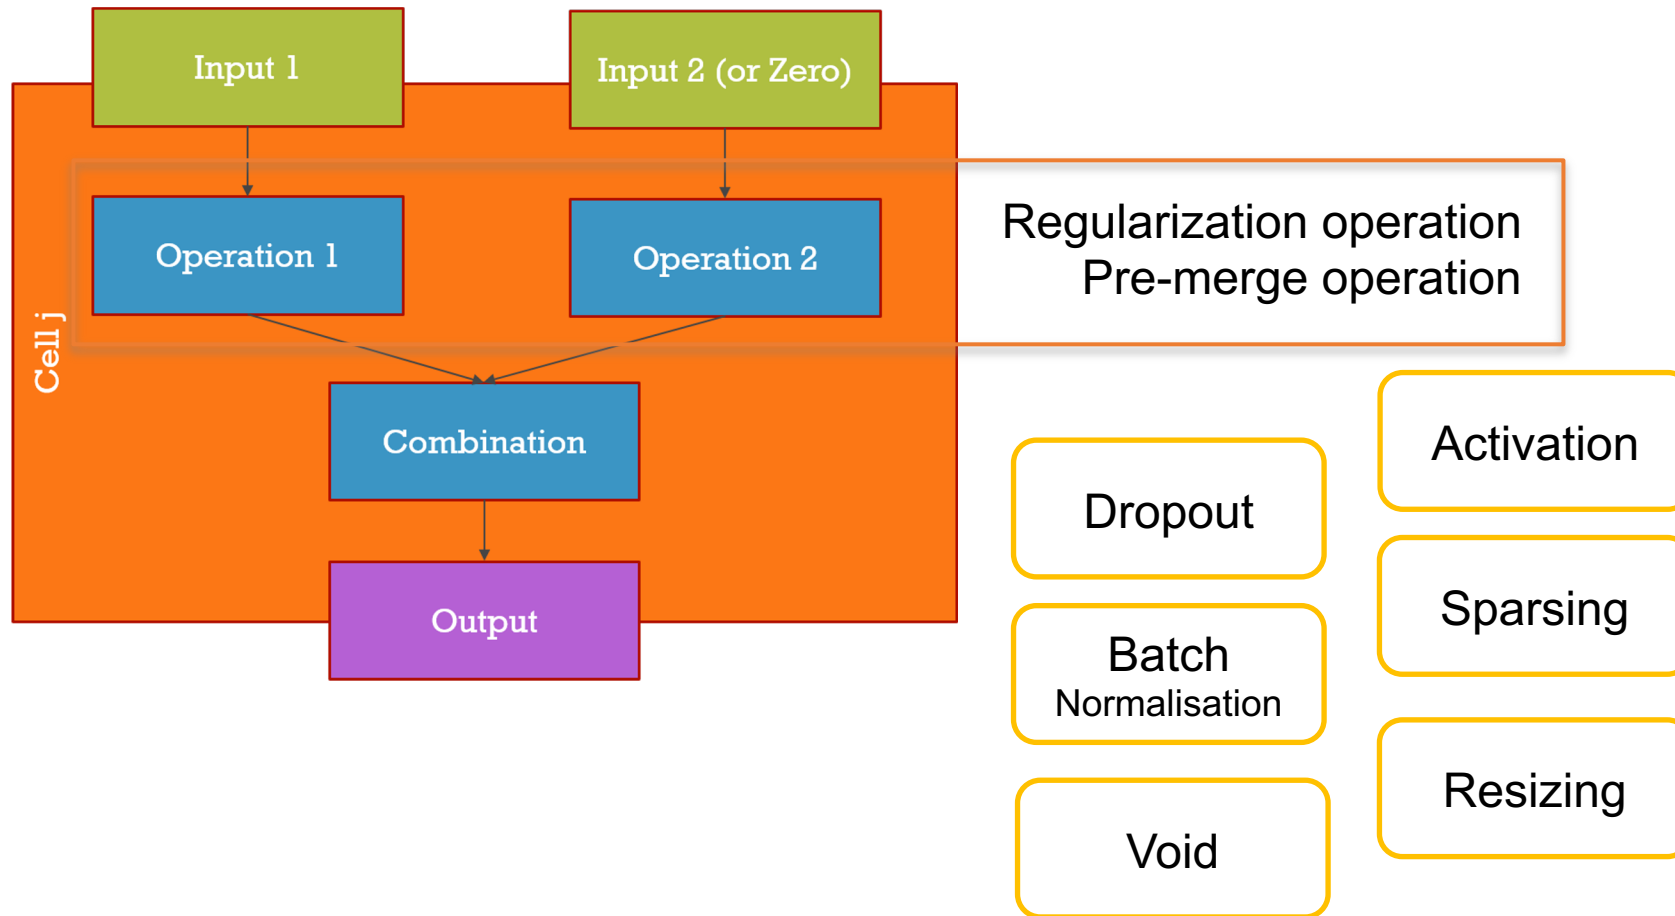 Input 1
Input 2 (or Zero)
Operation 1
Operation 2
Regularization operation
Pre-merge operation
Cell j
Combination
Output
Dropout
Activation
Batch
Normalisation
Sparsing
Void
Resizing